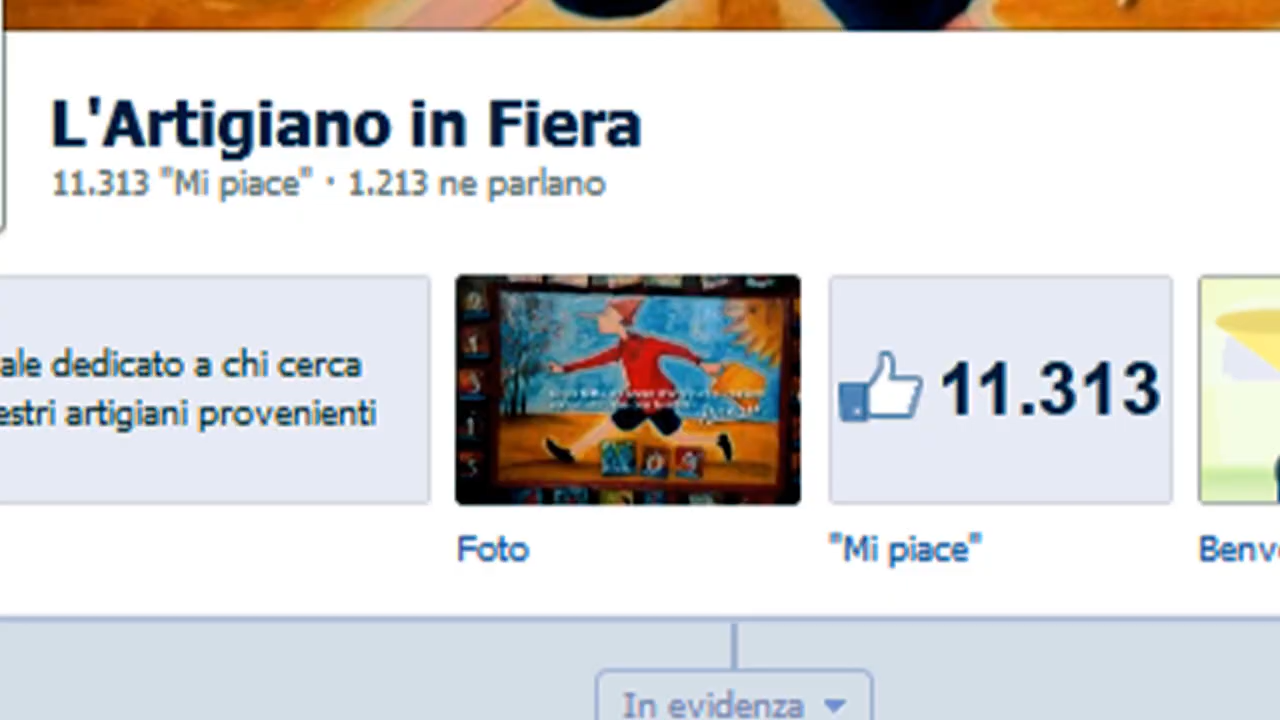 L'Artigiano in Fiera
11.313 "Mi piace" · 1.213 ne parlano
ale dedicato a chi cerca
estri artigiani provenienti
11.313
Foto
"Mi piace"
Benv
In evidenza